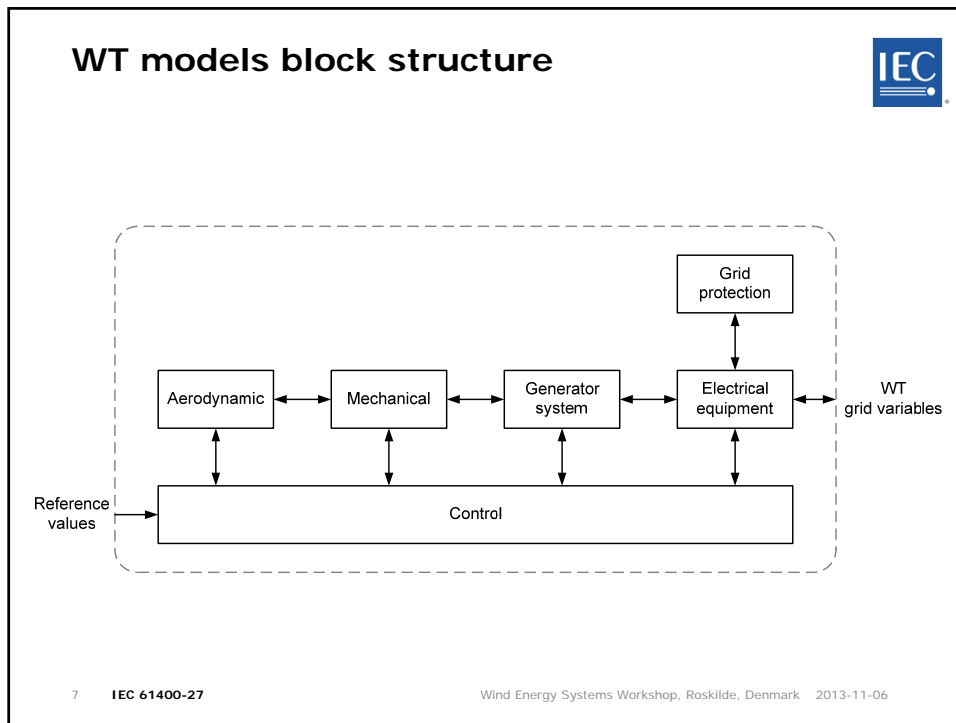 WT models block structure
IEC
®
Grid
protection
Aerodynamic
Mechanical
Generator
system
Electrical
equipment
WT
grid variables
Reference
values
Control
7 IEC 61400-27
Wind Energy Systems Workshop, Roskilde, Denmark 2013-11-06